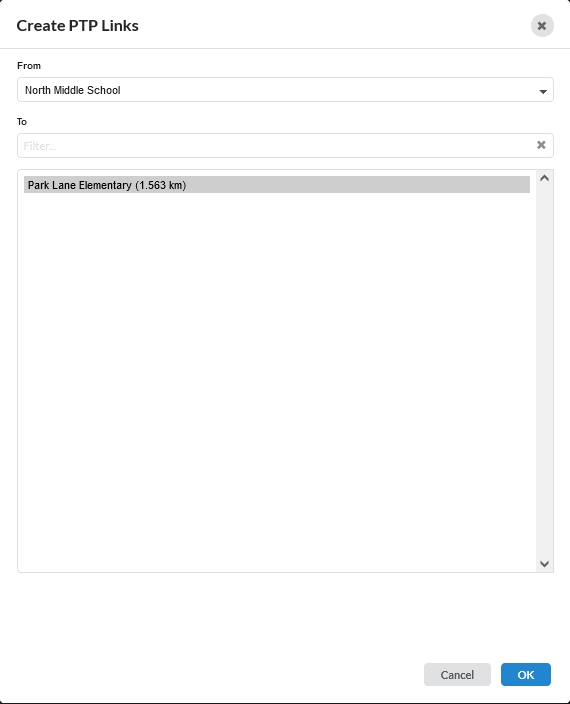 Create PTP Links
From
North Middle School
To
Filter...
Park Lane Elementary (1.563 km)
Cancel OK